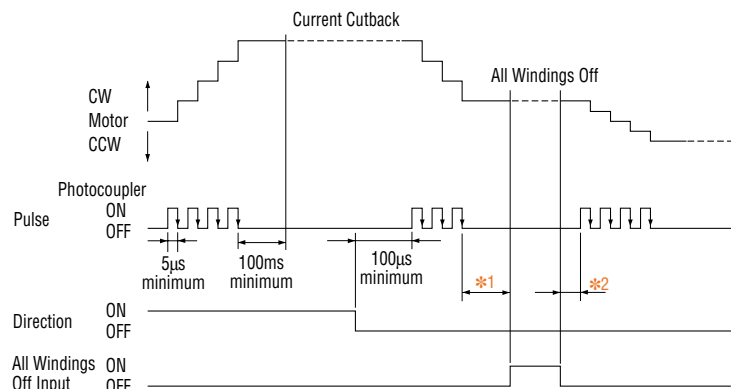 Current Cutback
All Windings Off
CW
Motor
CCW
Photocoupler
Pulse
ON
OFF
5µs
minimum
100ms
minimum
100µs
minimum
*1
*2
Direction
ON
OFF
All Windings
Off Input
ON
OFF